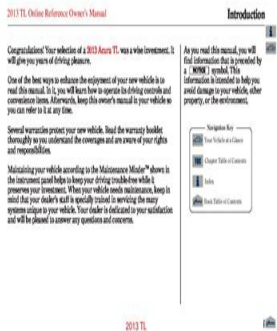 2013 TL Online Reference Owner's Manual
Introduction
Congratulations! Your selection of a 2013 Acura TL was a wise investment. It
will give you years of driving pleasure.
One of the best ways to enhance the enjoyment of your new vehicle is to
read this manual. In it, you will learn how to operate its driving controls and
convenience items. Afterwards, keep this owner's manual in your vehicle so
you can refer to it at any time.
Several warranties protect your new vehicle. Read the warranty booklet
thoroughly so you understand the coverages and are aware of your rights
and responsibilities.
Maintaining your vehicle according to the Maintenance Minder™ shown in
the instrument panel helps to keep your driving trouble-free while it
preserves your investment. When your vehicle needs maintenance, keep in
mind that your dealer's staff is specially trained in servicing the many
systems unique to your vehicle. Your dealer is dedicated to your satisfaction
and will be pleased to answer any questions and concerns.
As you read this manual, you will
find information that is preceded by
a NOTICE symbol. This
information is intended to help you
avoid damage to your vehicle, other
property, or the environment.
Navigation Key
Your Vehicle at a Glance
Chapter Table of Contents
Index
Book Table of Contents
2013 TL